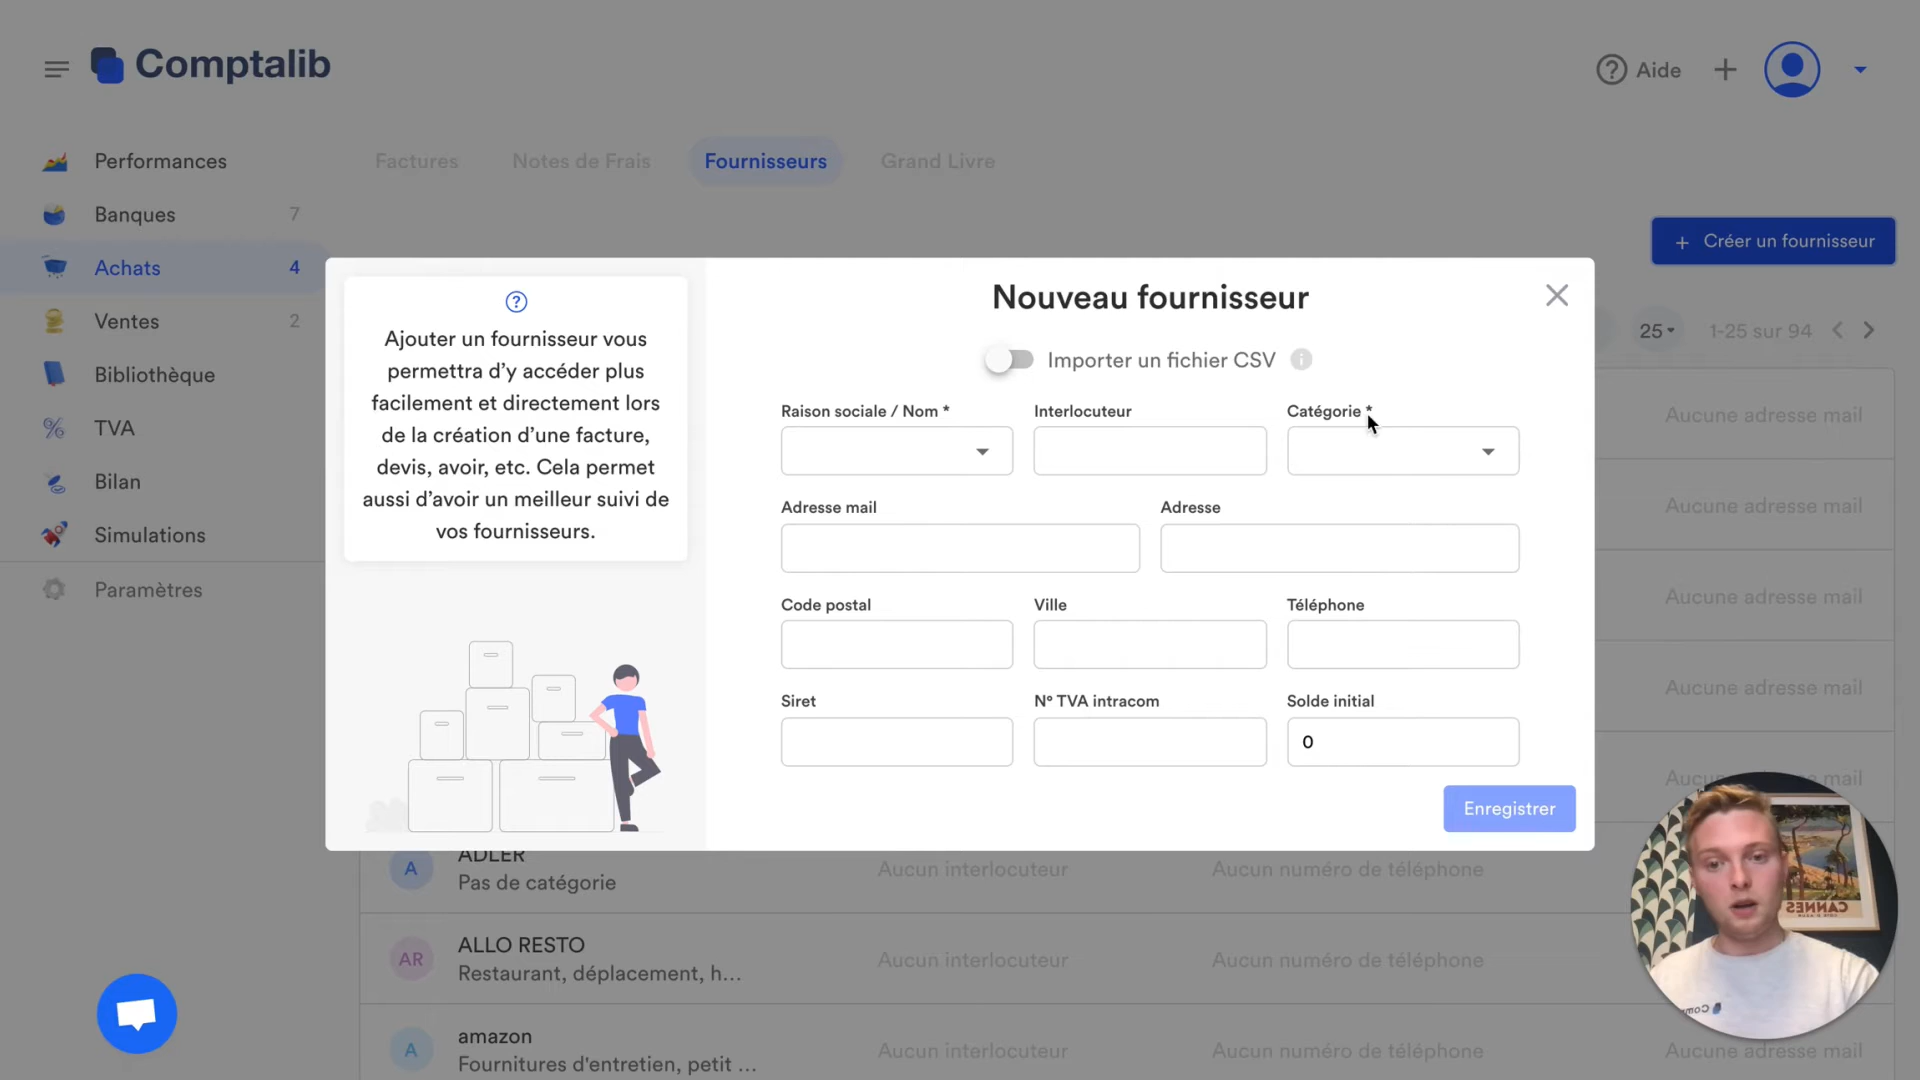 Comptalib
Aide
Performances
Factures
Notes de Frais
Fournisseurs
Grand Livre
Banques
7
Achats
4
+ Créer un fournisseur
Ventes
2
25
1-25 sur 94
Bibliothèque
TVA
Bilan
Simulations
Paramètres
?
Ajouter un fournisseur vous
permettra d'y accéder plus
facilement et directement lors
de la création d'une facture,
devis, avoir, etc. Cela permet
aussi d'avoir un meilleur suivi de
vos fournisseurs.
Nouveau fournisseur
Importer un fichier CSV
Raison sociale / Nom *
Interlocuteur
Catégorie *
Adresse mail
Adresse
Code postal
Ville
Téléphone
Siret
N° TVA intracom
Solde initial
0
Enregistrer
Aucune adresse mail
Aucune adresse mail
Aucune adresse mail
Aucune adresse mail
A
ADLER
Pas de catégorie
Aucun interlocuteur
Aucun numéro de téléphone
AR
ALLO RESTO
Restaurant, déplacement, h...
Aucun interlocuteur
Aucun numéro de téléphone
A
amazon
Fournitures d'entretien, petit ...
Aucun interlocuteur
Aucun numéro de téléphone
Aucune adresse mail
CANNES